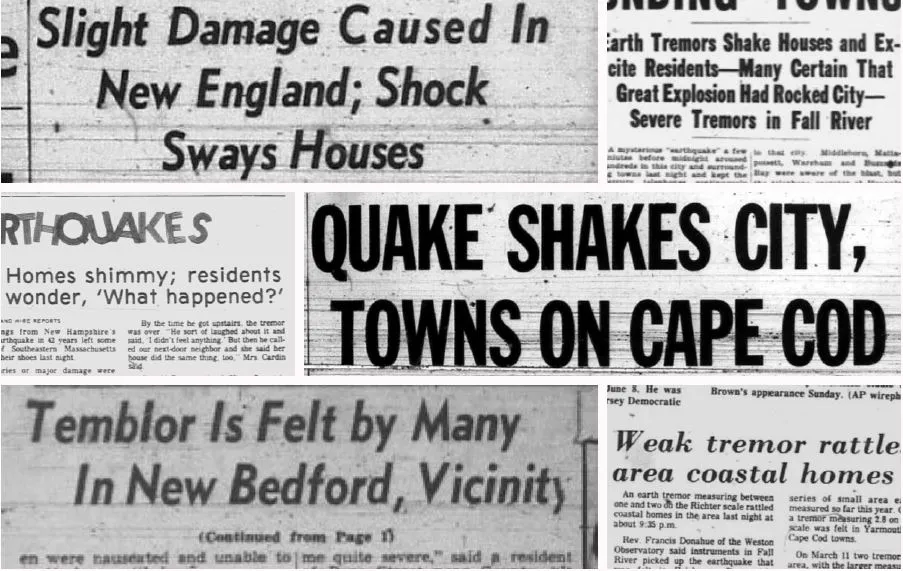 Slight Damage Caused In
New England; Shock
Sways Houses
NDING TOWNS
Earth Tremors Shake Houses and Ex-
cite Residents—Many Certain That
Great Explosion Had Rocked City—
Severe Tremors in Fall River
A mysterious "earthquake" a few
minutes before midnight aroused
hundreds in this city and surround-
towns last night and kept the
in that city. Middleboro, Matta-
poisett, Wareham and Buzzards
Bay were aware of the blast, but
RTHQUAKES
Homes shimmy; residents
wonder, 'What happened?'
AND WIRE REPORTS
ngs from New Hampshire's
rthquake in 42 years left some
f Southeastern Massachusetts
heir shoes last night.
ries or major damage were
By the time he got upstairs, the tremor
was over "He sort of laughed about it and
said, 'I didn't feel anything.' But then he call-
ed our next-door neighbor and she said her
house did the same thing, too," Mrs Cardin
said.
QUAKE SHAKES CITY,
TOWNS ON CAPE COD
Temblor Is Felt by Many
In New Bedford, Vicinity
(Continued from Page 1)
en were nauseated and unable to
me quite severe," said a resident
June 8. He was
rsey Democratic
Brown's appearance Sunday. (AP wireph
Weak tremor rattle
area coastal homes
An earth tremor measuring between
one and two on the Richter scale rattled
coastal homes in the area last night at
about 9:35 p.m.
Rev. Francis Donahue of the Weston
Observatory said instruments in Fall
River picked up the earthquake that
series of small area ea
measured so far this year. 
a tremor measuring 2.8 on
scale was felt in Yarmout
Cape Cod towns.
On March 11 two tremor
area, with the larger measu